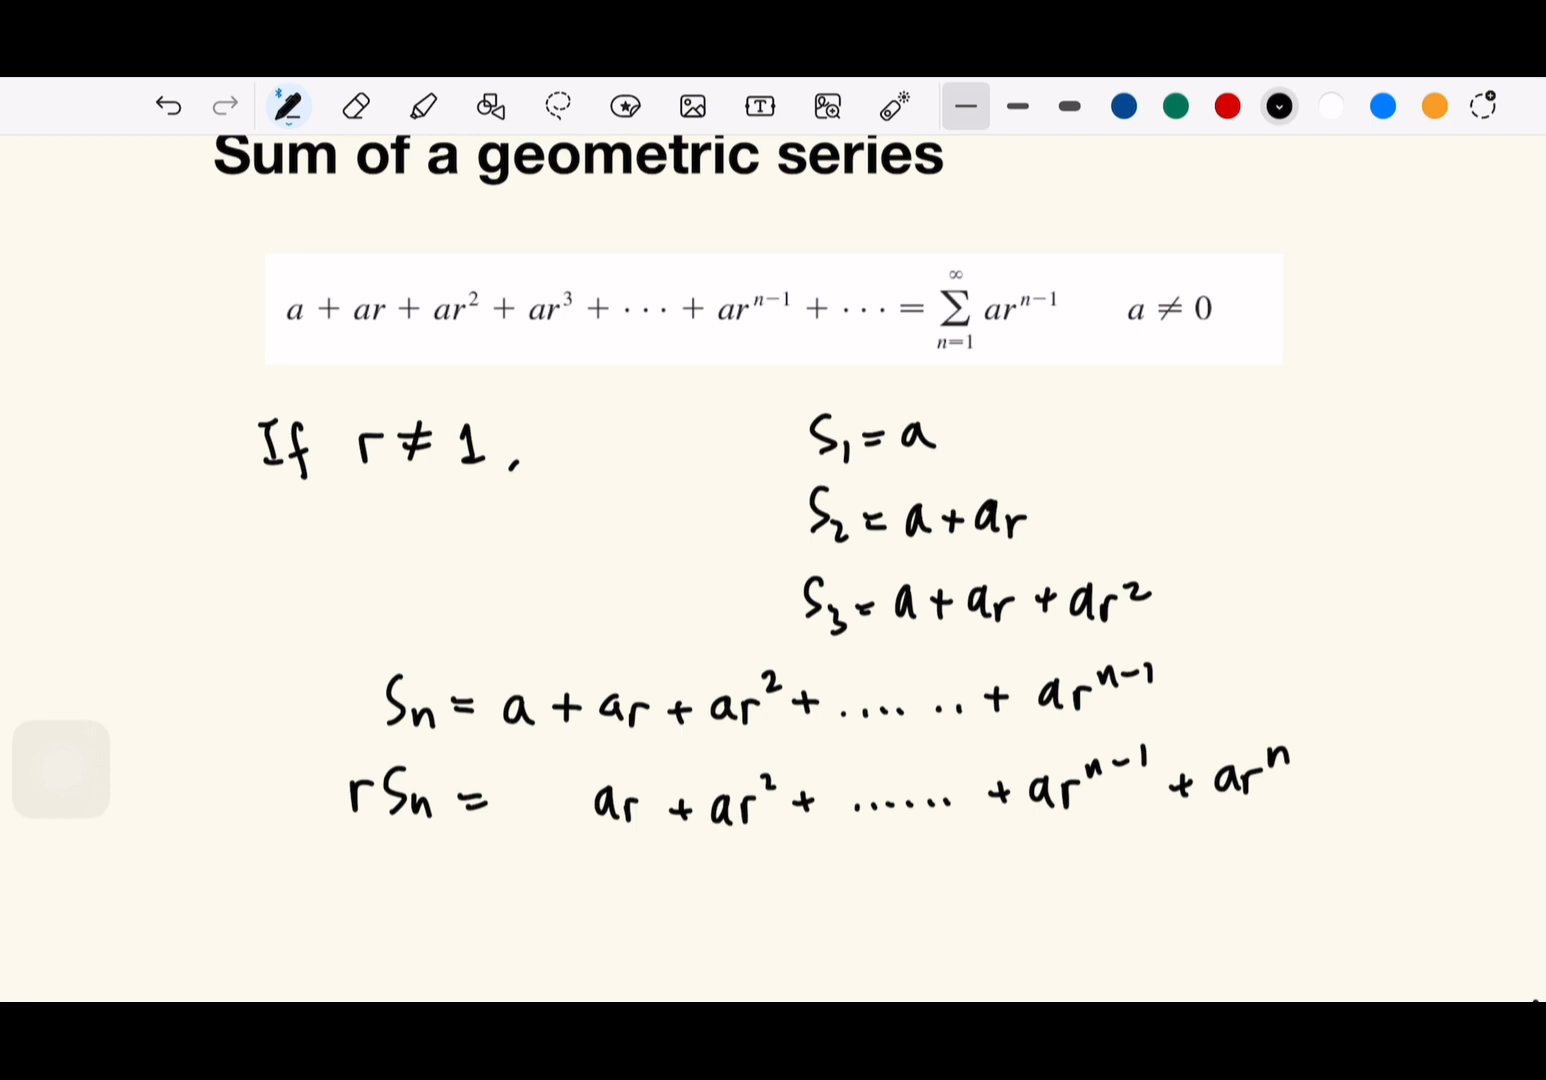 Sum of a geometric series
a + ar + ar² + ar³ + · · · + arⁿ⁻¹ + · · · = ∑_{n=1}^{∞} arⁿ⁻¹ a ≠ 0
If r ≠ 1,
S₁ = a
S₂ = a + ar
S₃ = a + ar + ar²
Sₙ = a + ar + ar² + ....... + arⁿ⁻¹
rSₙ = ar + ar² + ...... + arⁿ⁻¹ + arⁿ